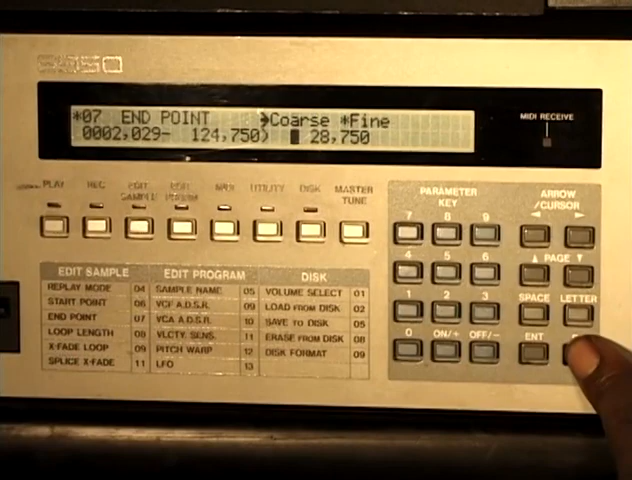 S950
*07 END POINT →Coarse *Fine
0002,029- 124,750) █ 28,750
MIDI RECEIVE
PLAY REC EDIT SAMPLE EDIT PROGRAM MIDI UTILITY DISK MASTER TUNE
PARAMETER KEY
ARROW /CURSOR
◄ ►
7 8 9
4 5 6
▲ PAGE ▼
1 2 3
SPACE LETTER
0 ON/+ OFF/− ENT
EDIT SAMPLE EDIT PROGRAM DISK
REPLAY MODE 04 SAMPLE NAME 05 VOLUME SELECT 01
START POINT 06 VCF A.D.S.R. 09 LOAD FROM DISK 02
END POINT 07 VCA A.D.S.R. 10 SAVE TO DISK 05
LOOP LENGTH 08 VLCTY. SENS. 11 ERASE FROM DISK 08
X-FADE LOOP 09 PITCH WARP 12 DISK FORMAT 09
SPLICE X-FADE 11 LFO 13